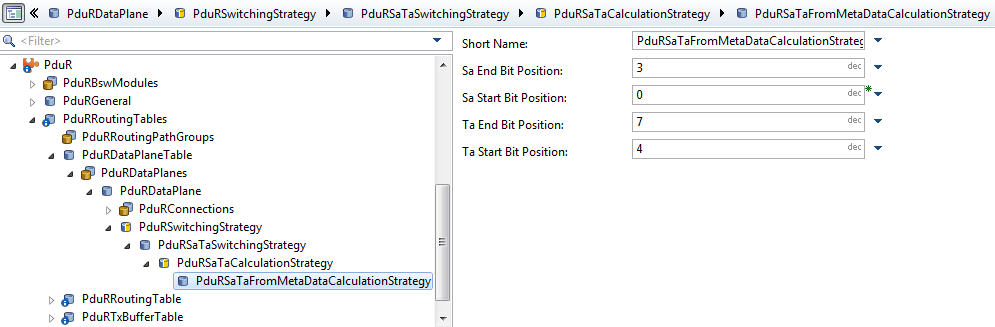 PduRDataPlane PduRSwitchingStrategy PduRSaTaSwitchingStrategy PduRSaTaCalculationStrategy PduRSaTaFromMetaDataCalculationStrategy
<Filter>
PduR
PduRBswModules
PduRGeneral
PduRRoutingTables
PduRRoutingPathGroups
PduRDataPlaneTable
PduRDataPlanes
PduRDataPlane
PduRConnections
PduRSwitchingStrategy
PduRSaTaSwitchingStrategy
PduRSaTaCalculationStrategy
PduRSaTaFromMetaDataCalculationStrategy
PduRRoutingTable
PduRTxBufferTable
Short Name: PduRSaTaFromMetaDataCalculationStrateg
Sa End Bit Position: 3 dec
Sa Start Bit Position: 0 dec *
Ta End Bit Position: 7 dec
Ta Start Bit Position: 4 dec